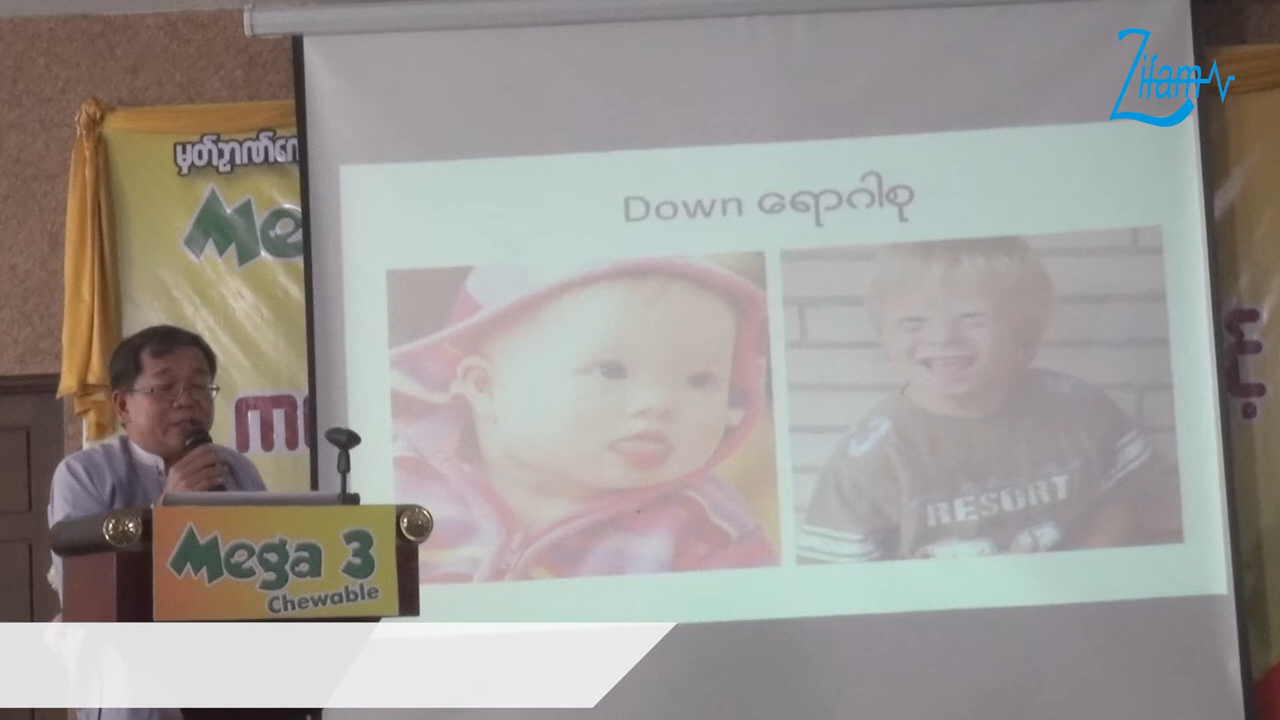 Zifam
မှတ်ဉာဏ်
Me
Down ရောဂါစု
RESORT
Mega 3
Chewable